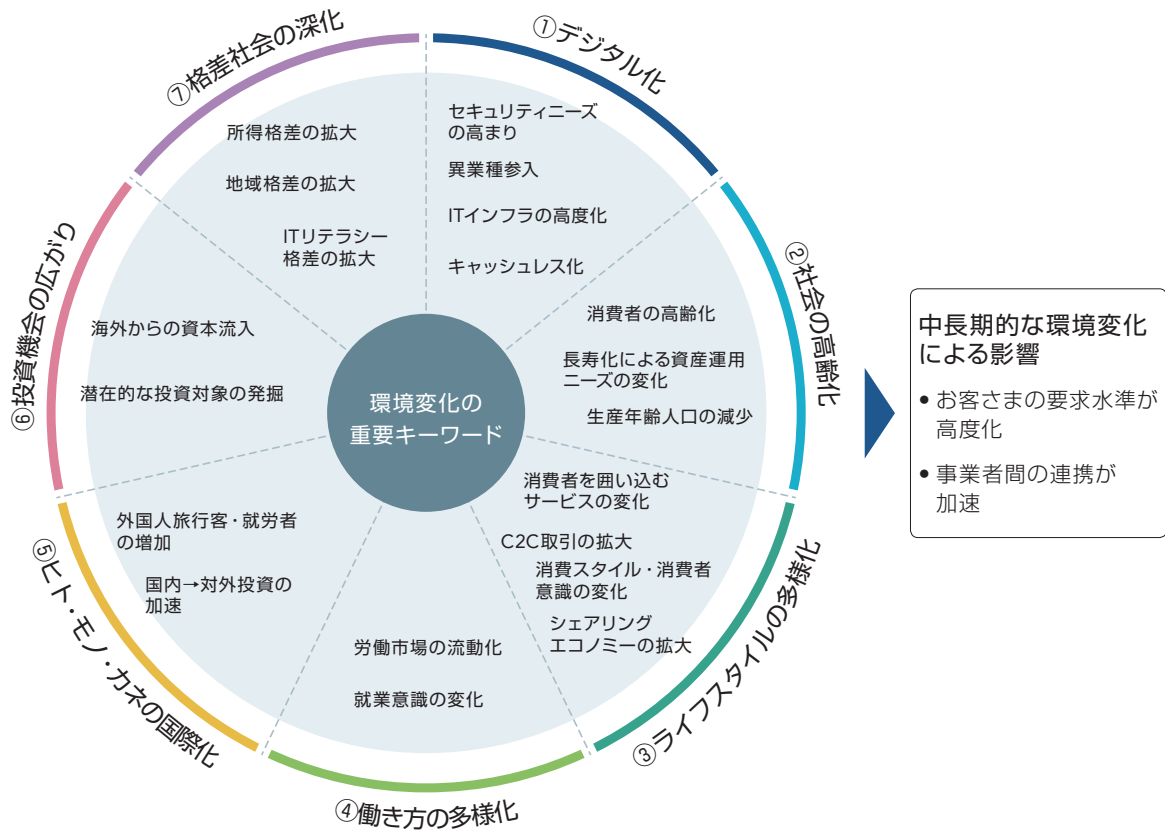 ①デジタル化
セキュリティニーズ
の高まり
異業種参入
ITインフラの高度化
キャッシュレス化
②社会の高齢化
消費者の高齢化
長寿化による資産運用
ニーズの変化
生産年齢人口の減少
③ライフスタイルの多様化
消費者を囲い込む
サービスの変化
C2C取引の拡大
消費スタイル・消費者
意識の変化
シェアリング
エコノミーの拡大
④働き方の多様化
労働市場の流動化
就業意識の変化
⑤ヒト・モノ・カネの国際化
外国人旅行客・就労者
の増加
国内→対外投資の
加速
⑥投資機会の広がり
海外からの資本流入
潜在的な投資対象の発掘
⑦格差社会の深化
所得格差の拡大
地域格差の拡大
ITリテラシー
格差の拡大
環境変化の
重要キーワード
中長期的な環境変化
による影響
• お客さまの要求水準が
高度化
• 事業者間の連携が
加速